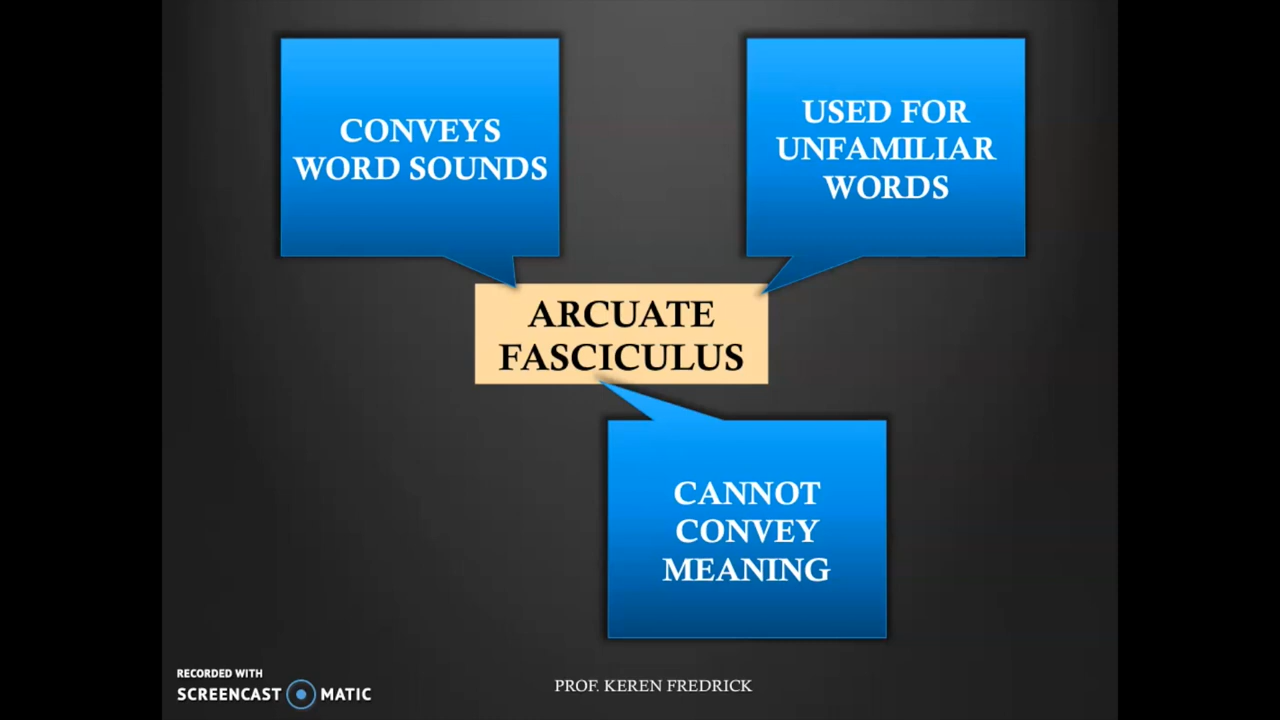 CONVEYS
WORD SOUNDS
USED FOR
UNFAMILIAR
WORDS
ARCUATE
FASCICULUS
CANNOT
CONVEY
MEANING
RECORDED WITH
SCREENCAST MATIC
PROF. KEREN FREDRICK